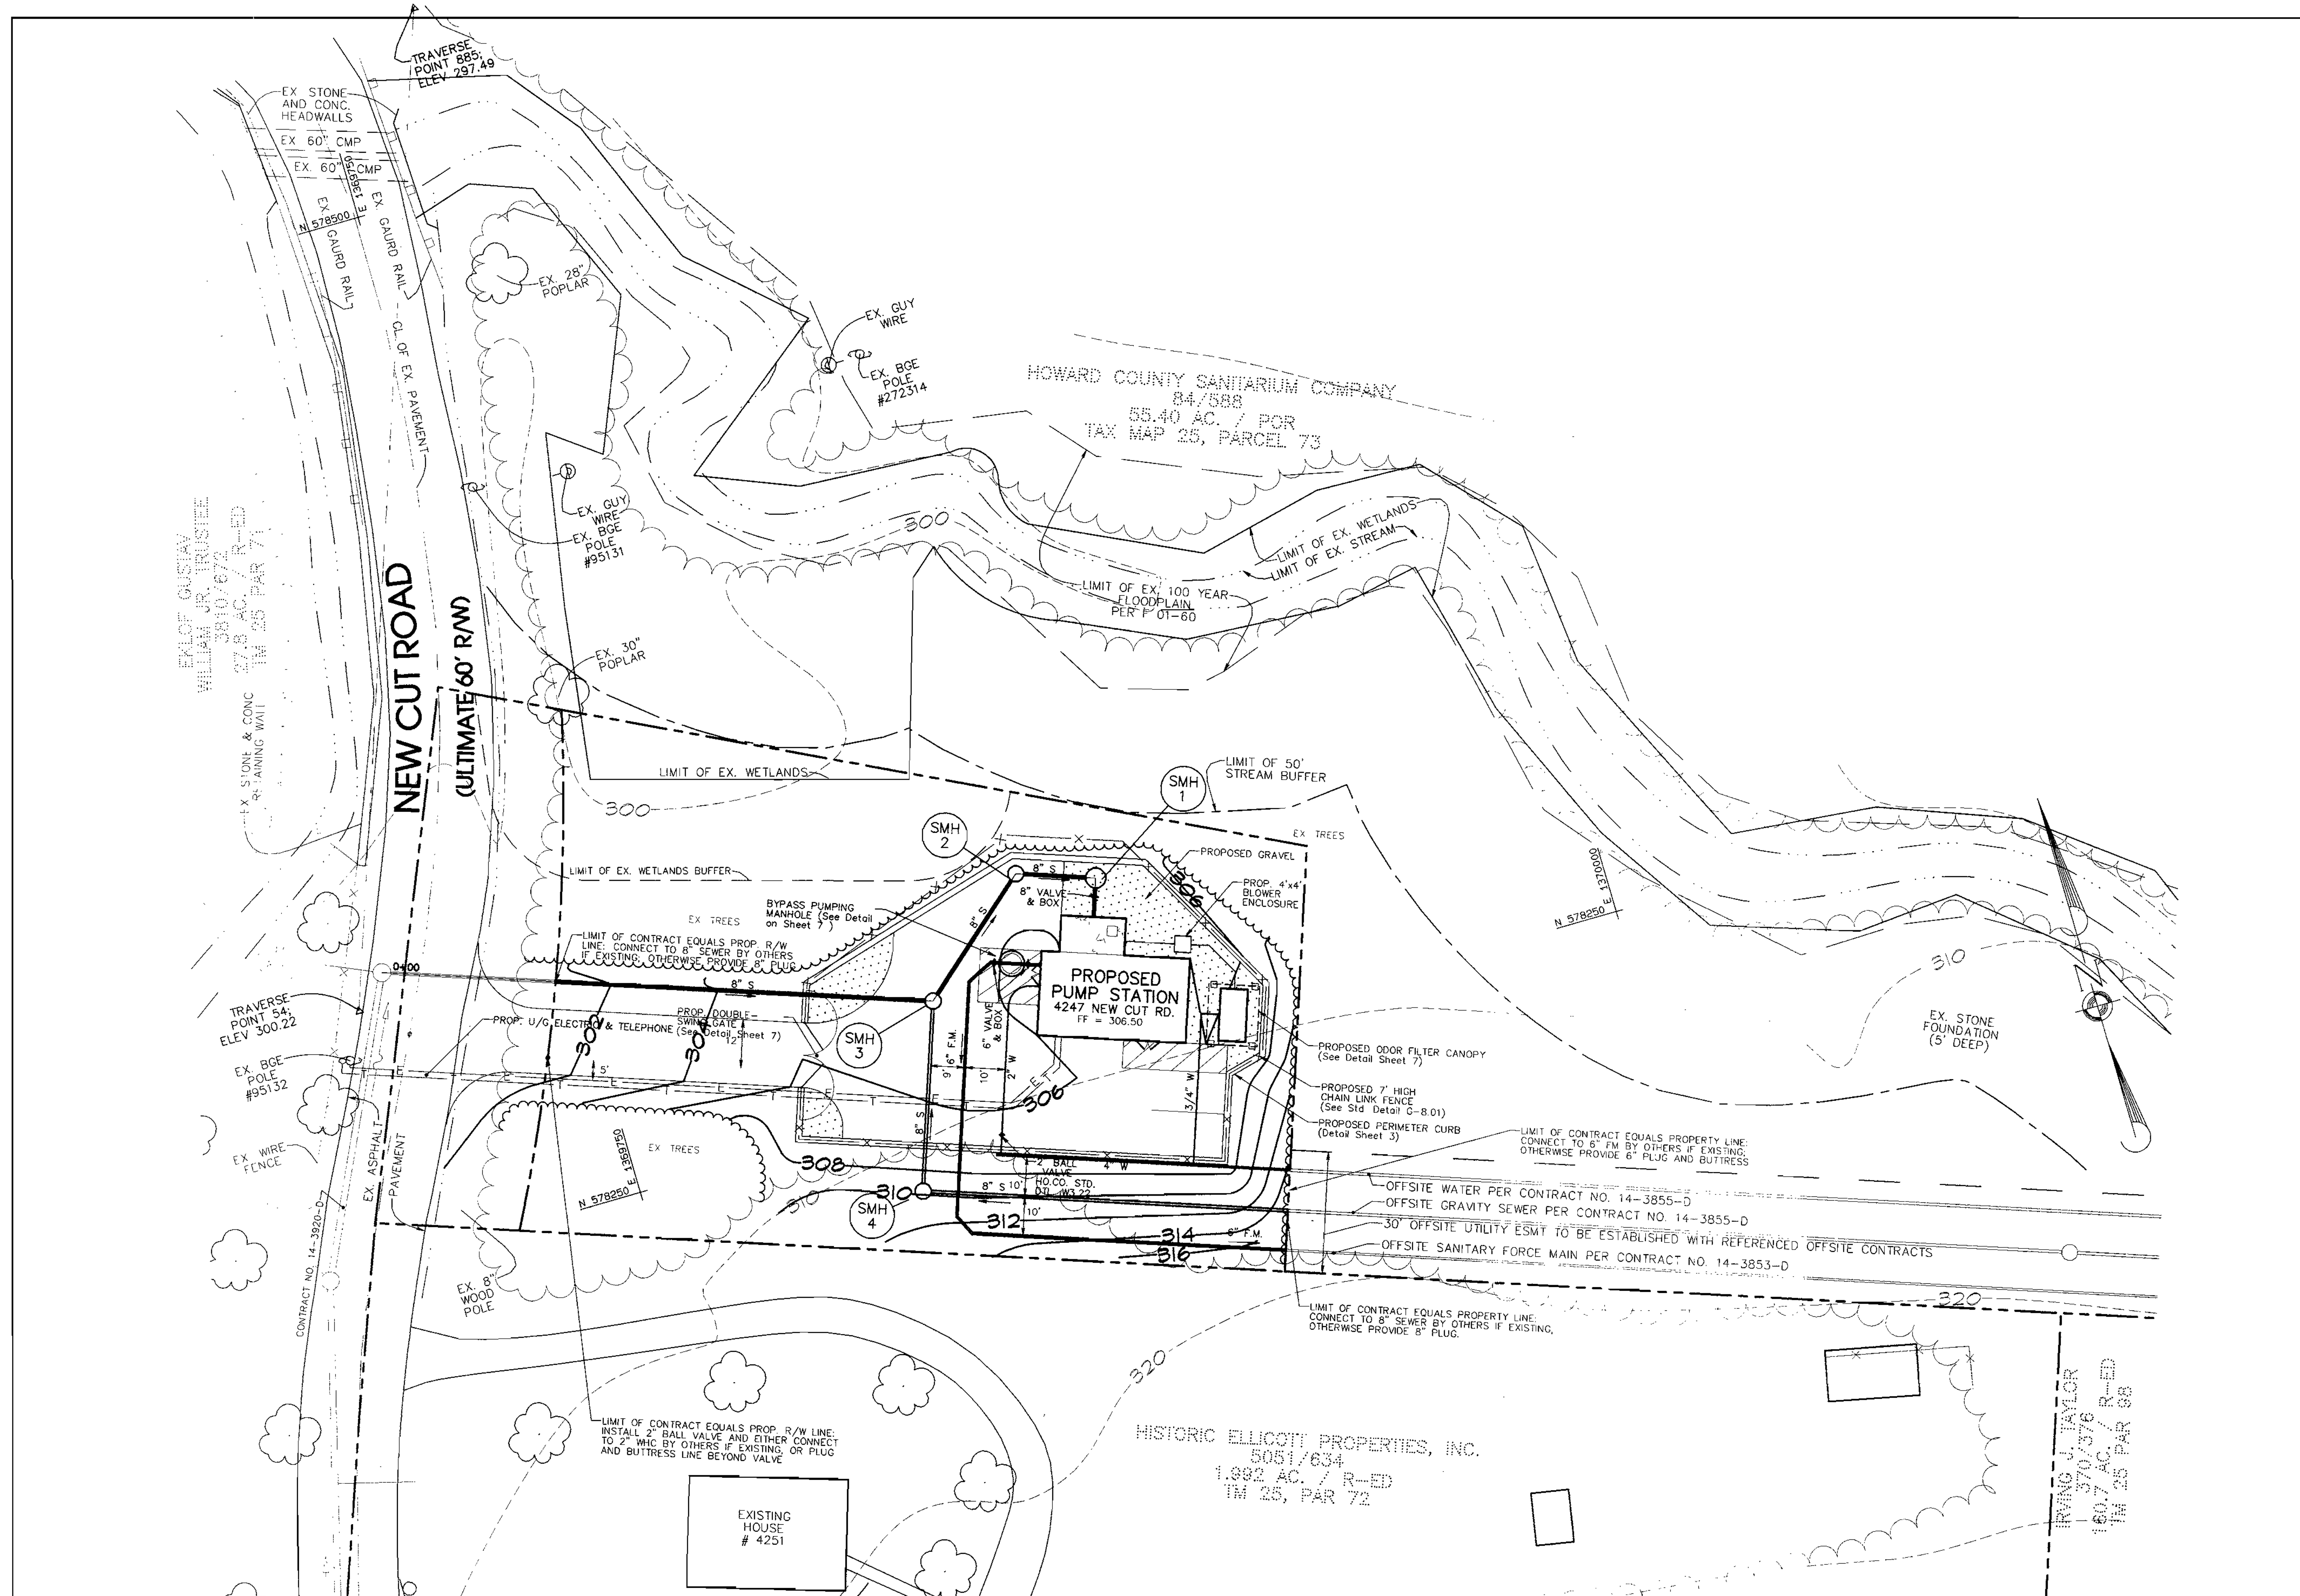 TRAVERSE
POINT 885;
ELEV 297.49
EX STONE
AND CONC.
HEADWALLS
EX 60" CMP
EX. 60" CMP
E 1369750
N 578500
EX. GAURD RAIL
EX. GAURD RAIL
CL. OF EX. PAVEMENT
EX. 28"
POPLAR
EX. GUY
WIRE
EX. BGE
POLE
#272314
HOWARD COUNTY SANITARIUM COMPANY
84/588
55.40 AC. / POR
TAX MAP 25, PARCEL 73
EX. GUY
WIRE
EX. BGE
POLE
#95131
300
LIMIT OF EX. WETLANDS
LIMIT OF EX. STREAM
LIMIT OF EX. 100 YEAR
FLOODPLAIN
PER F 01-60
EKLOF GUSTAV
WILLIAM JR. TRUSTEE
3810/672
27.8 AC. / R-ED
TM 25 PAR 71
EX STONE & CONC
RETAINING WALL
NEW CUT ROAD
(ULTIMATE 60' R/W)
EX. 30"
POPLAR
LIMIT OF EX. WETLANDS
300
LIMIT OF 50'
STREAM BUFFER
SMH
1
SMH
2
EX TREES
PROPOSED GRAVEL
LIMIT OF EX. WETLANDS BUFFER
8" S
8" VALVE
& BOX
306
PROP. 4'x4'
BLOWER
ENCLOSURE
BYPASS PUMPING
MANHOLE (See Detail
on Sheet 7 )
EX TREES
8" S
LIMIT OF CONTRACT EQUALS PROP. R/W
LINE: CONNECT TO 8" SEWER BY OTHERS
IF EXISTING; OTHERWISE PROVIDE 8" PLUG
N 578250
E 1370000
310
0+00
8" S
PROPOSED
PUMP STATION
4247 NEW CUT RD.
FF = 306.50
TRAVERSE
POINT 54;
ELEV 300.22
PROP. U/G ELECTRIC & TELEPHONE
PROP. DOUBLE
SWING GATE
(See Detail Sheet 7)
12'
302
304
SMH
3
6" F.M.
9'
6" VALVE
& BOX
10'
2" W
3/4" W
EX. STONE
FOUNDATION
(5' DEEP)
EX. BGE
POLE
#95132
5'
E
T
E
T
E
T
E
T
306
PROPOSED ODOR FILTER CANOPY
(See Detail Sheet 7)
PROPOSED 7' HIGH
CHAIN LINK FENCE
(See Std Detail G-8.01)
PROPOSED PERIMETER CURB
(Detail Sheet 3)
EX WIRE
FENCE
EX. ASPHALT
PAVEMENT
N 578250
E 1369750
EX TREES
8" S
308
2" BALL
VALVE
HO.CO. STD.
DTL. W3.22
4" W
LIMIT OF CONTRACT EQUALS PROPERTY LINE:
CONNECT TO 6" FM BY OTHERS IF EXISTING;
OTHERWISE PROVIDE 6" PLUG AND BUTTRESS
310
310
8" S
10'
10'
SMH
4
312
314
316
6" F.M.
OFFSITE WATER PER CONTRACT NO. 14-3855-D
OFFSITE GRAVITY SEWER PER CONTRACT NO. 14-3855-D
30' OFFSITE UTILITY ESMT TO BE ESTABLISHED WITH REFERENCED OFFSITE CONTRACTS
OFFSITE SANITARY FORCE MAIN PER CONTRACT NO. 14-3853-D
CONTRACT NO. 14-3920-D
EX. 8"
WOOD
POLE
320
LIMIT OF CONTRACT EQUALS PROPERTY LINE:
CONNECT TO 8" SEWER BY OTHERS IF EXISTING,
OTHERWISE PROVIDE 8" PLUG.
320
LIMIT OF CONTRACT EQUALS PROP. R/W LINE:
INSTALL 2" BALL VALVE AND EITHER CONNECT
TO 2" WHC BY OTHERS IF EXISTING, OR PLUG
AND BUTTRESS LINE BEYOND VALVE
HISTORIC ELLICOTT PROPERTIES, INC.
5051/634
1.992 AC. / R-ED
TM 25, PAR 72
IRVING J. TAYLOR
370/376
160.7 AC. / R-ED
TM 25 PAR 98
EXISTING
HOUSE
# 4251